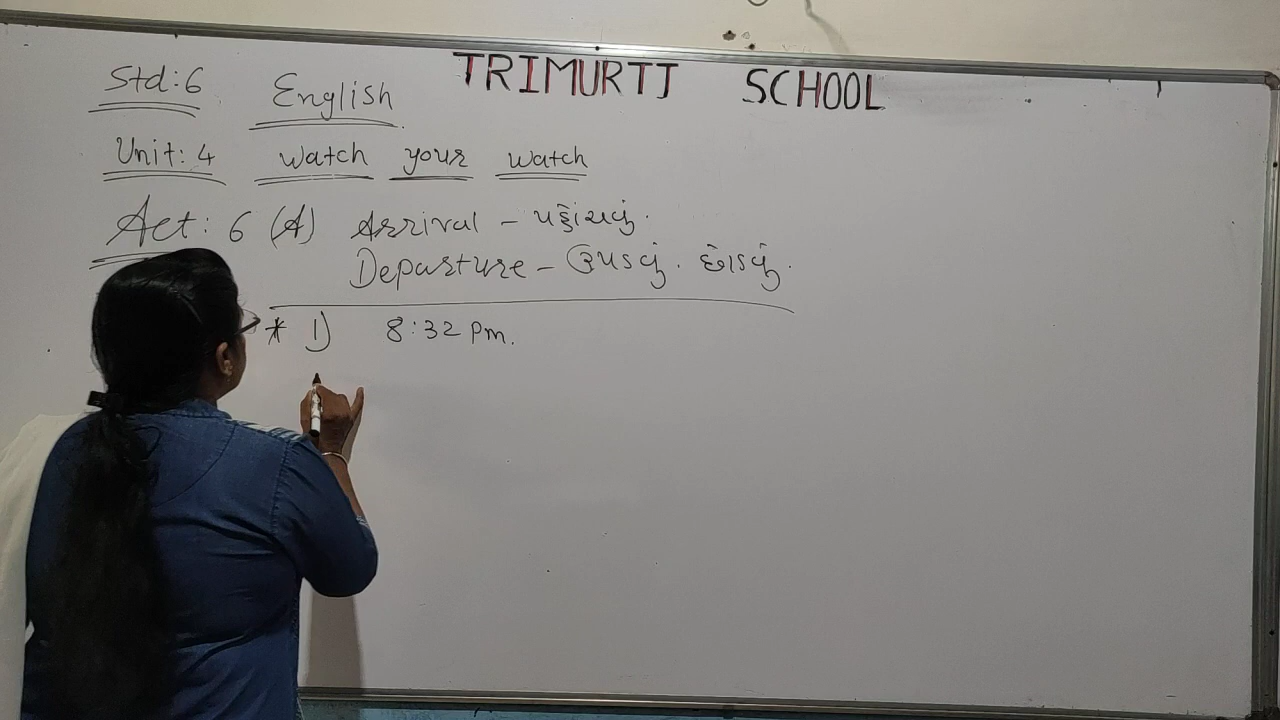 TRIMURTI SCHOOL
Std:6 English
Unit:4 watch your watch
Act: 6 (A) Arrival - પહોંચવું.
Departure - ઉપડવું. છોડવું.
* 1) 8:32 pm.